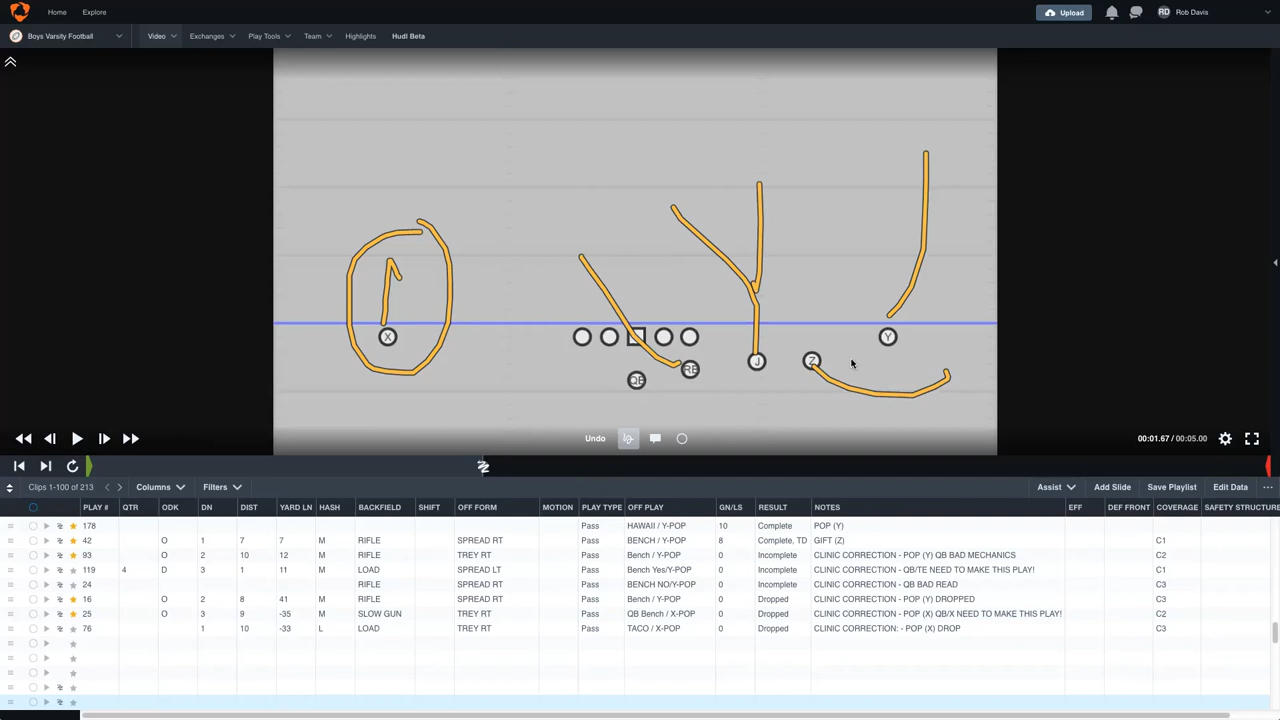 Home Explore Upload RD Rob Davis
Boys Varsity Football Video Exchanges Play Tools Team Highlights Hudl Beta
X J Z Y
QB RB
Undo 00:01.67 / 00:05.00
Clips 1-100 of 213 Columns Filters Assist Add Slide Save Playlist Edit Data ...
PLAY # QTR ODK DN DIST YARD LN HASH BACKFIELD SHIFT OFF FORM MOTION PLAY TYPE OFF PLAY GN/LS RESULT NOTES EFF DEF FRONT COVERAGE SAFETY STRUCTURE
178 Pass HAWAII / Y-POP 10 Complete POP (Y)
42 O 1 7 7 M RIFLE SPREAD RT Pass BENCH / Y-POP 8 Complete, TD GIFT (Z) C1
93 O 2 10 12 M RIFLE TREY RT Pass Bench / Y-POP 0 Incomplete CLINIC CORRECTION - POP (Y) QB BAD MECHANICS C2
119 4 D 3 1 11 M LOAD SPREAD LT Pass Bench Yes/Y-POP 0 Incomplete CLINIC CORRECTION - QB/TE NEED TO MAKE THIS PLAY! C1
24 RIFLE SPREAD RT Pass BENCH NO/Y-POP 0 Incomplete CLINIC CORRECTION - QB BAD READ C3
16 O 2 8 41 M RIFLE SPREAD RT Pass Bench / Y-POP 0 Dropped CLINIC CORRECTION - POP (Y) DROPPED C3
25 O 3 9 -35 M SLOW GUN TREY RT Pass QB Bench / X-POP 0 Dropped CLINIC CORRECTION - POP (X) QB/X NEED TO MAKE THIS PLAY! C2
76 1 10 -33 L LOAD TREY RT Pass TACO / X-POP 0 Dropped CLINIC CORRECTION: - POP (X) DROP C3